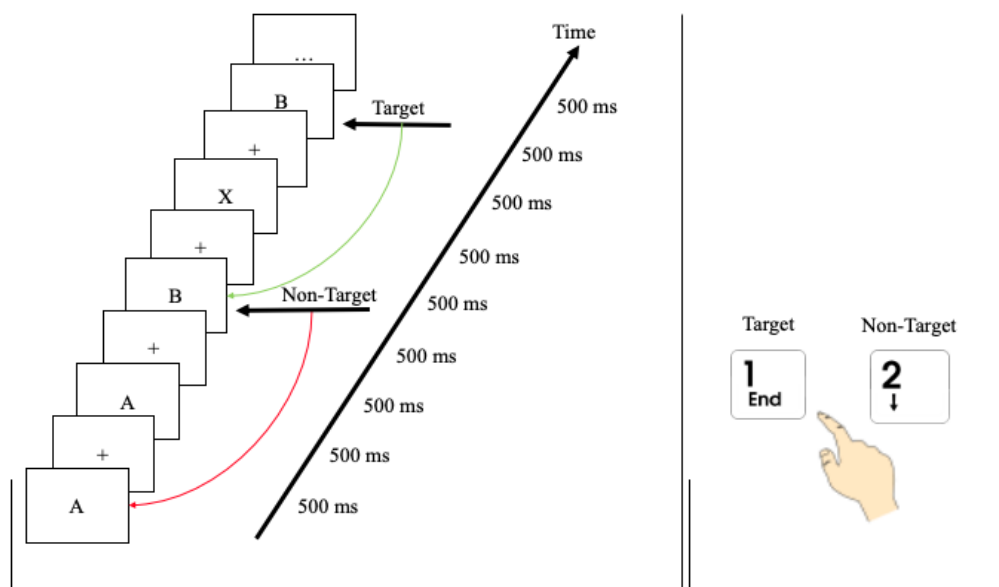 ...
B
Target
+
X
+
B
Non-Target
+
A
+
A
Time
500 ms
500 ms
500 ms
500 ms
500 ms
500 ms
500 ms
500 ms
500 ms
Target
Non-Target
1
End
2
↓